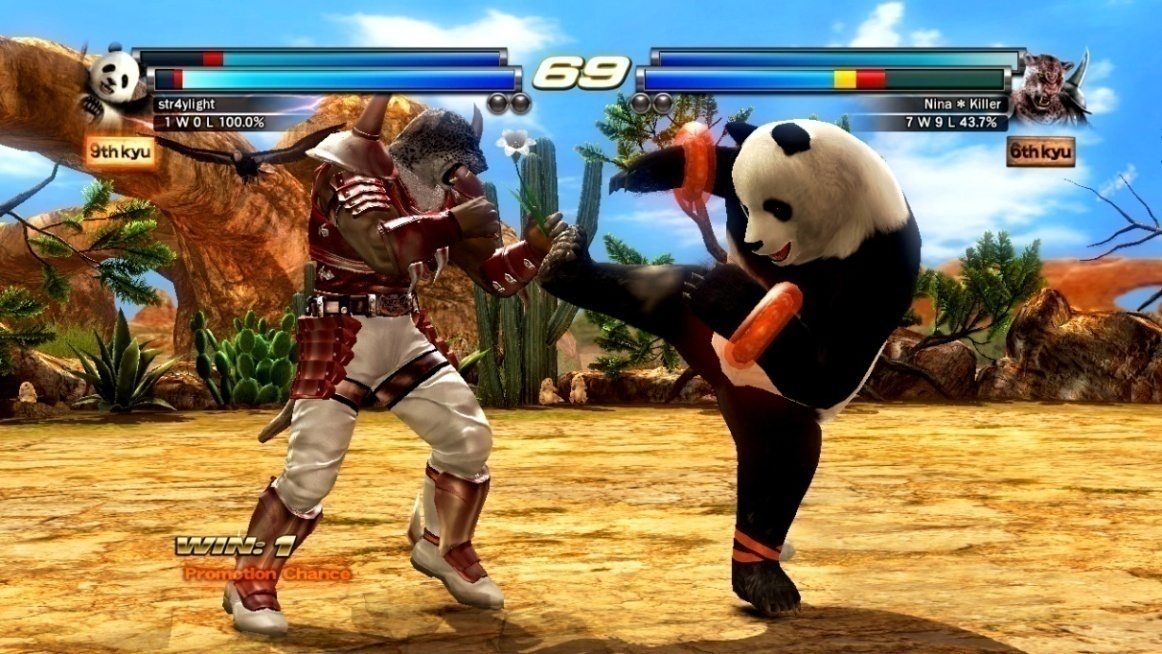 69
str4ylight
1 W 0 L 100.0%
9th kyu
Nina * Killer
7 W 9 L 43.7%
6th kyu
WIN: 1
Promotion Chance